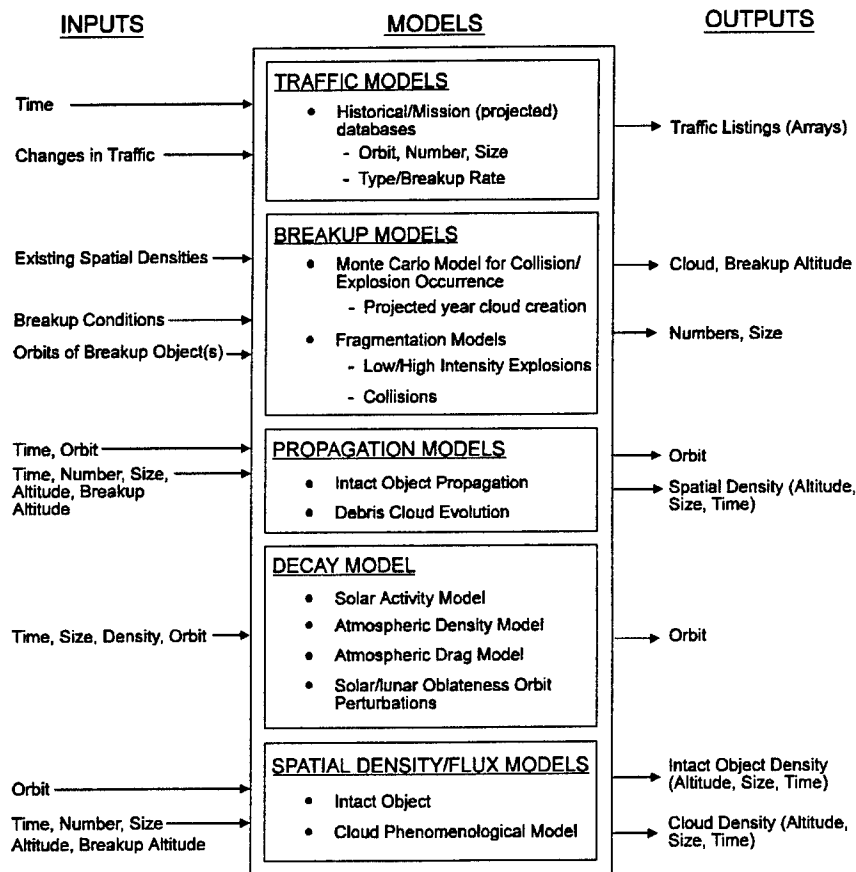 INPUTS
MODELS
OUTPUTS
Time
Changes in Traffic
TRAFFIC MODELS
• Historical/Mission (projected)
databases
- Orbit, Number, Size
- Type/Breakup Rate
Traffic Listings (Arrays)
Existing Spatial Densities
Breakup Conditions
Orbits of Breakup Object(s)
BREAKUP MODELS
• Monte Carlo Model for Collision/
Explosion Occurrence
- Projected year cloud creation
• Fragmentation Models
- Low/High Intensity Explosions
- Collisions
Cloud, Breakup Altitude
Numbers, Size
Time, Orbit
Time, Number, Size,
Altitude, Breakup
Altitude
PROPAGATION MODELS
• Intact Object Propagation
• Debris Cloud Evolution
Orbit
Spatial Density (Altitude,
Size, Time)
Time, Size, Density, Orbit
DECAY MODEL
• Solar Activity Model
• Atmospheric Density Model
• Atmospheric Drag Model
• Solar/lunar Oblateness Orbit
Perturbations
Orbit
Orbit
Time, Number, Size
Altitude, Breakup Altitude
SPATIAL DENSITY/FLUX MODELS
• Intact Object
• Cloud Phenomenological Model
Intact Object Density
(Altitude, Size, Time)
Cloud Density (Altitude,
Size, Time)